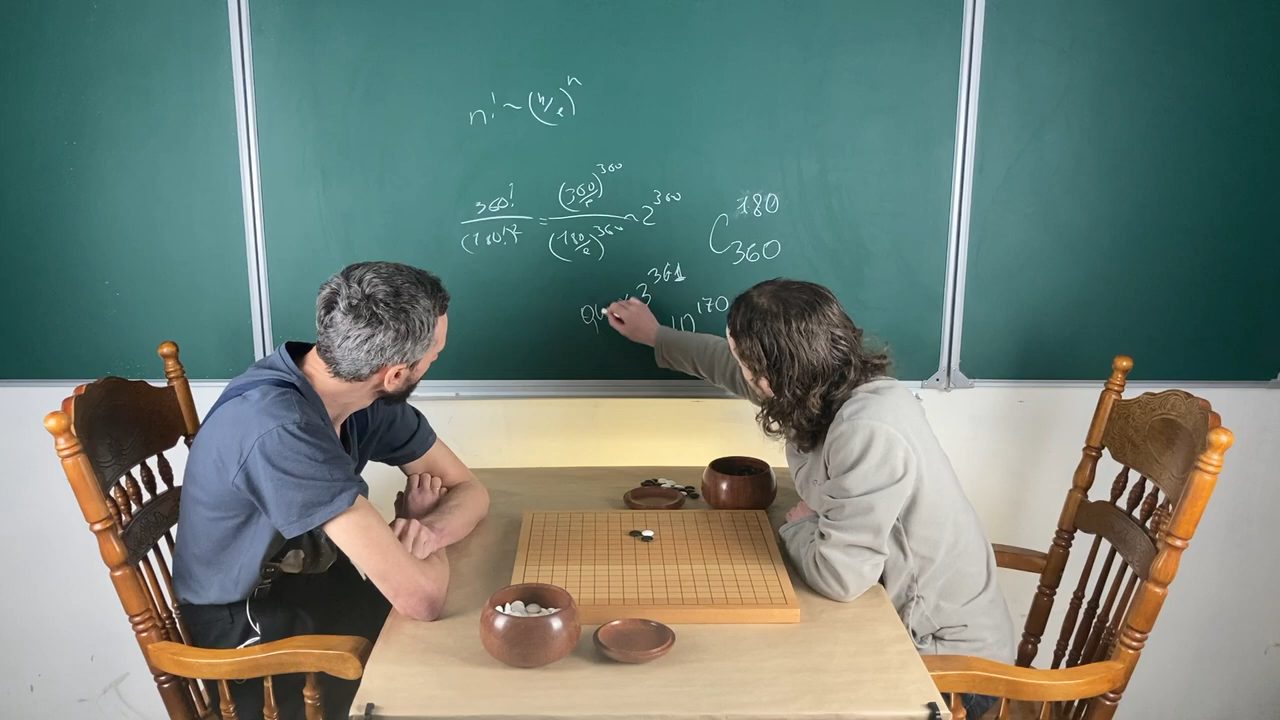 n! ~ (n/e)^n
360! / (180!)² = (360/e)^360 / (180/e)^360 ~ 2^360
C_360^180
3^361
10^170